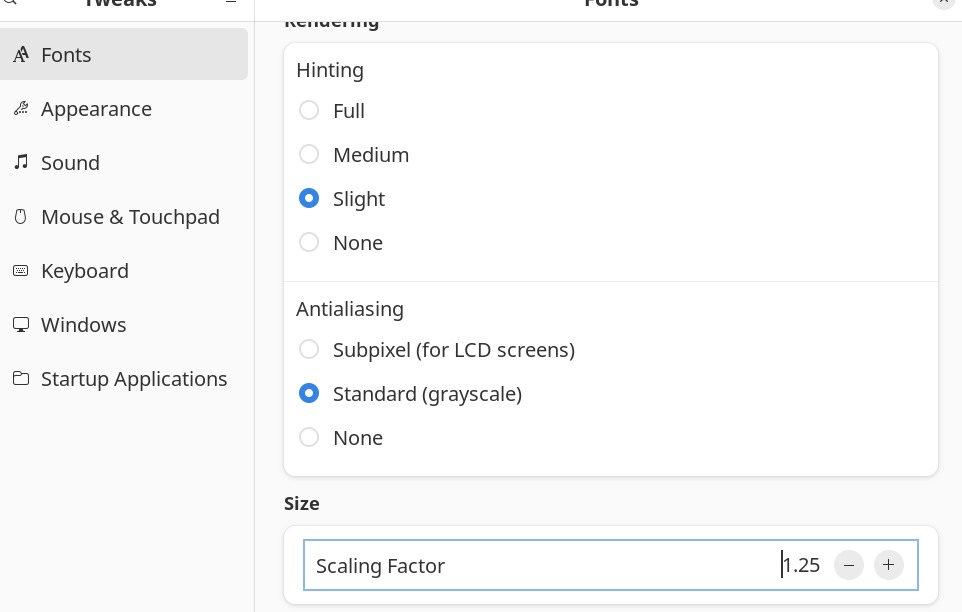 Tweaks
Fonts
Appearance
Sound
Mouse & Touchpad
Keyboard
Windows
Startup Applications
Fonts
Rendering
Hinting
Full
Medium
Slight
None
Antialiasing
Subpixel (for LCD screens)
Standard (grayscale)
None
Size
Scaling Factor 1.25